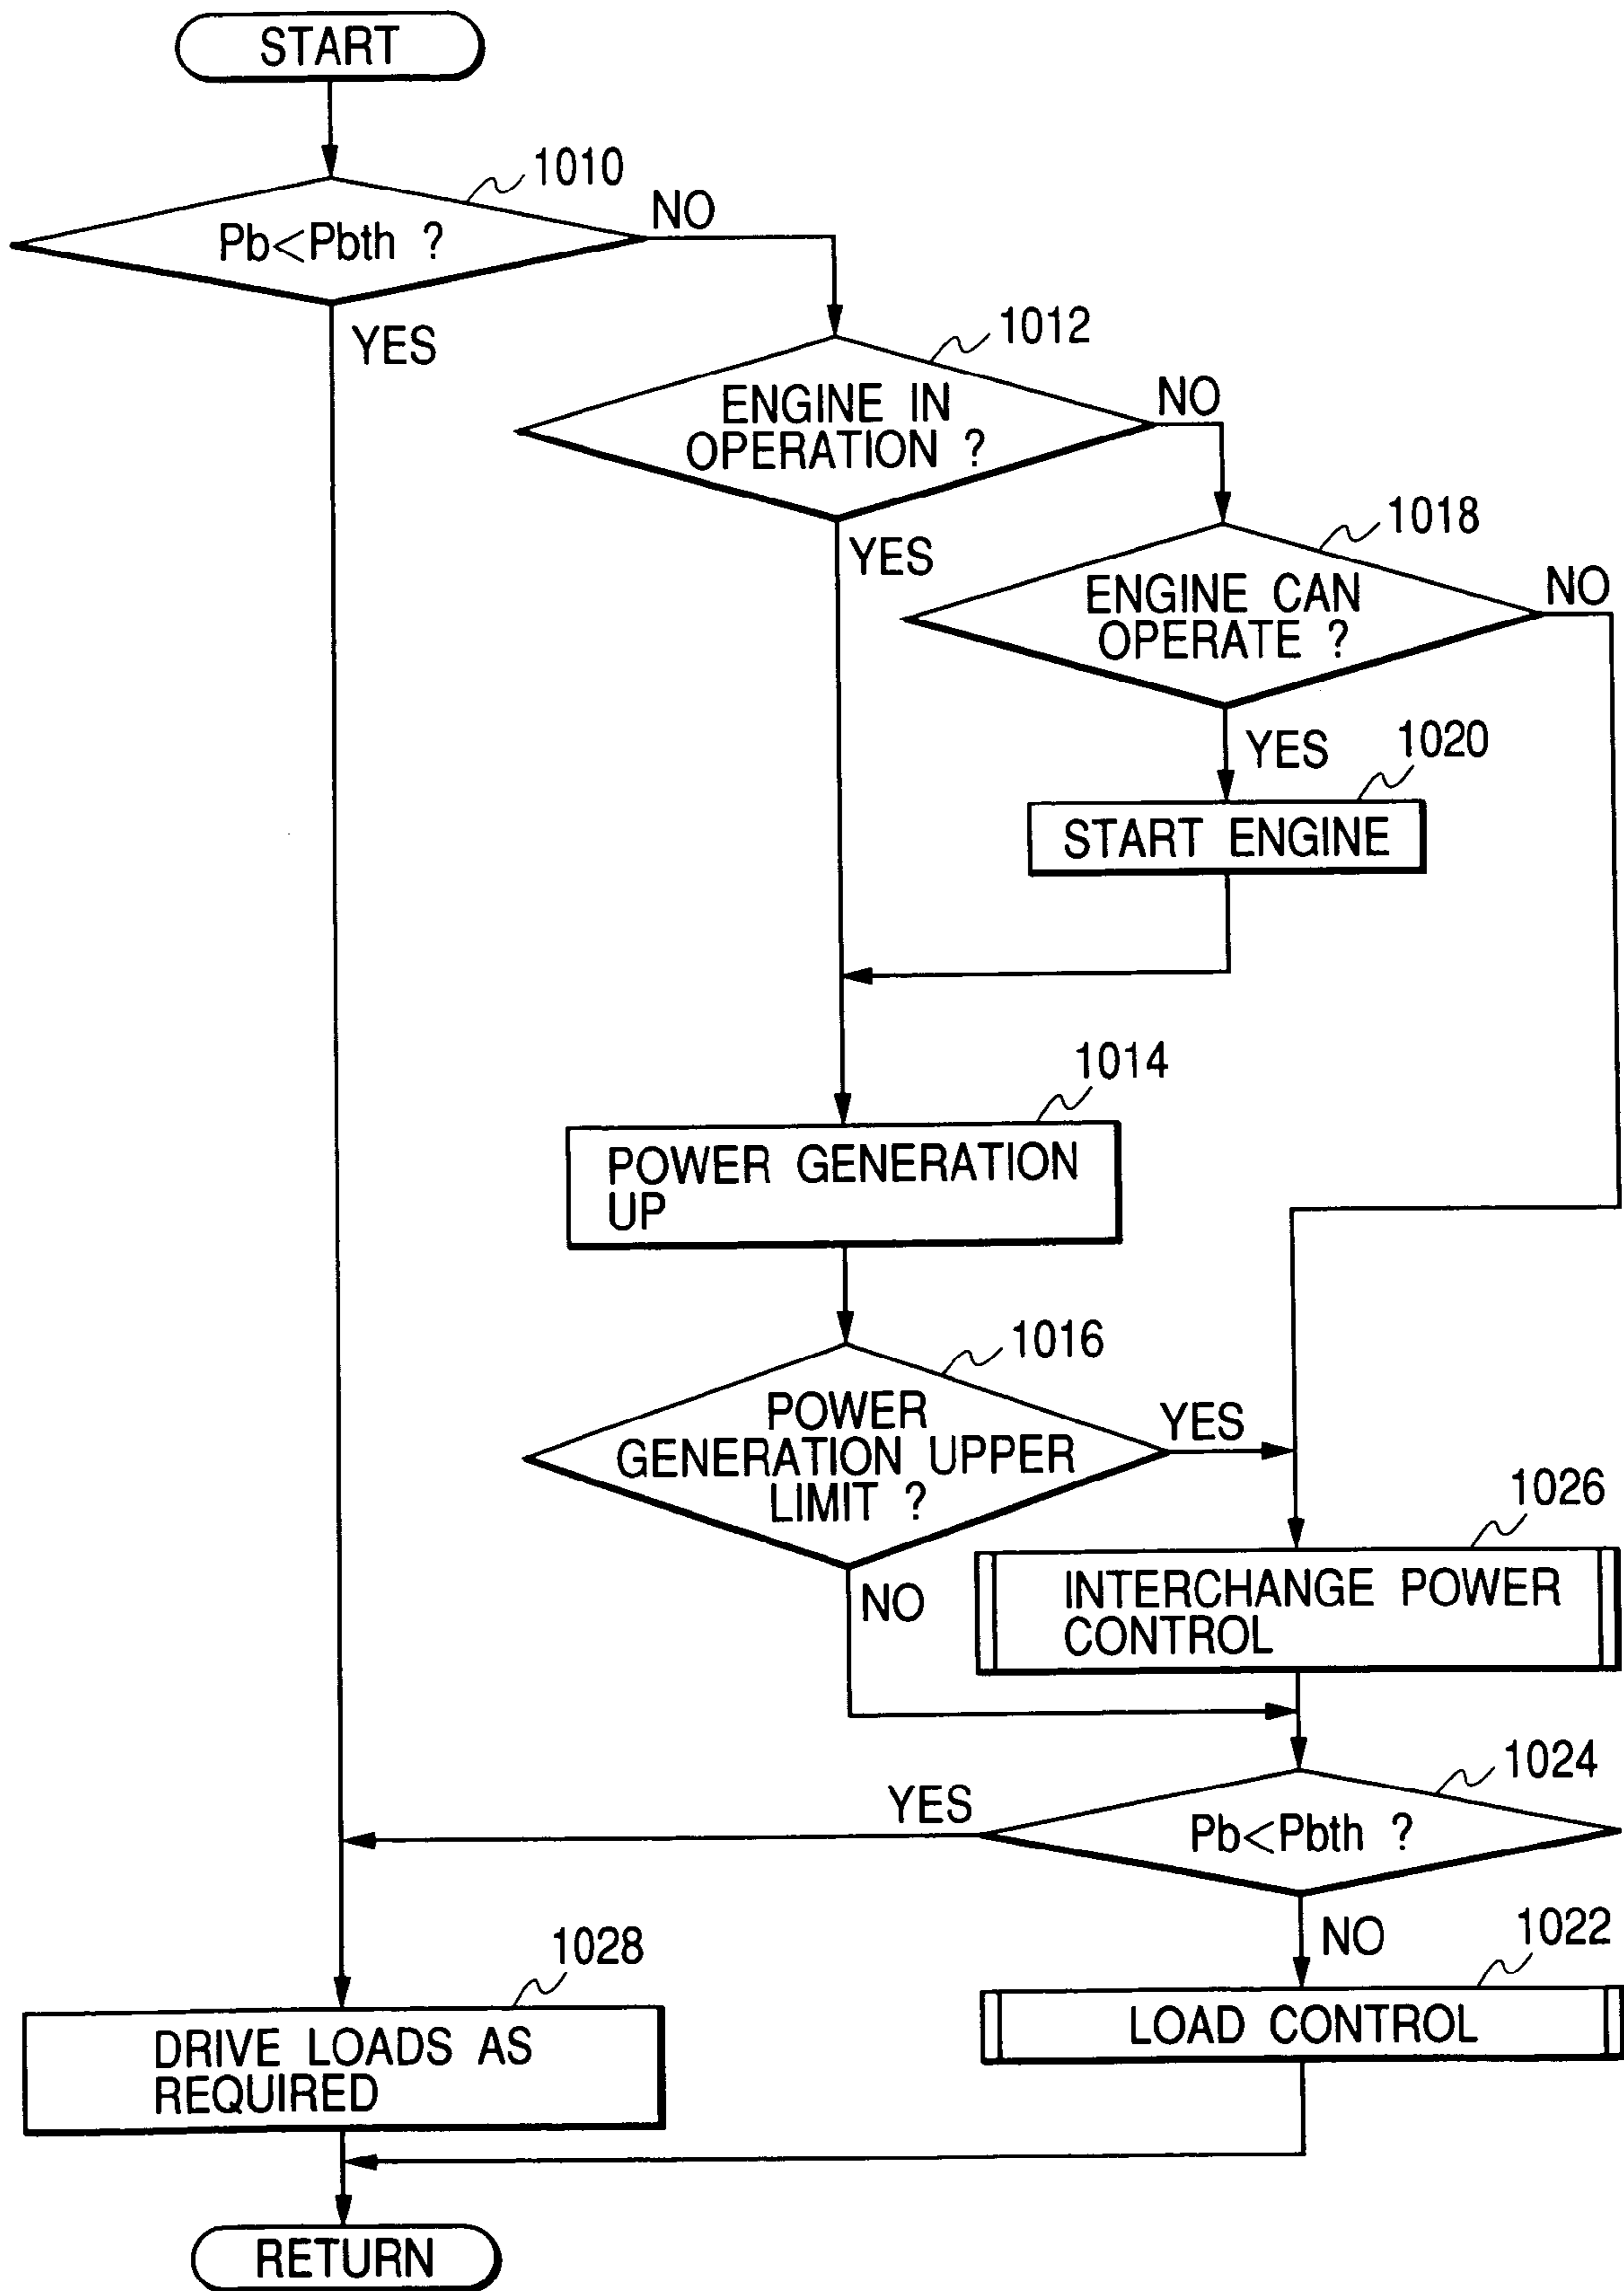 START
1010
Pb<Pbth ?
NO
YES
1012
ENGINE IN
OPERATION ?
NO
YES
1018
ENGINE CAN
OPERATE ?
NO
YES
1020
START ENGINE
1014
POWER GENERATION
UP
1016
POWER
GENERATION UPPER
LIMIT ?
YES
NO
1026
INTERCHANGE POWER
CONTROL
1024
Pb<Pbth ?
YES
NO
1022
LOAD CONTROL
1028
DRIVE LOADS AS
REQUIRED
RETURN